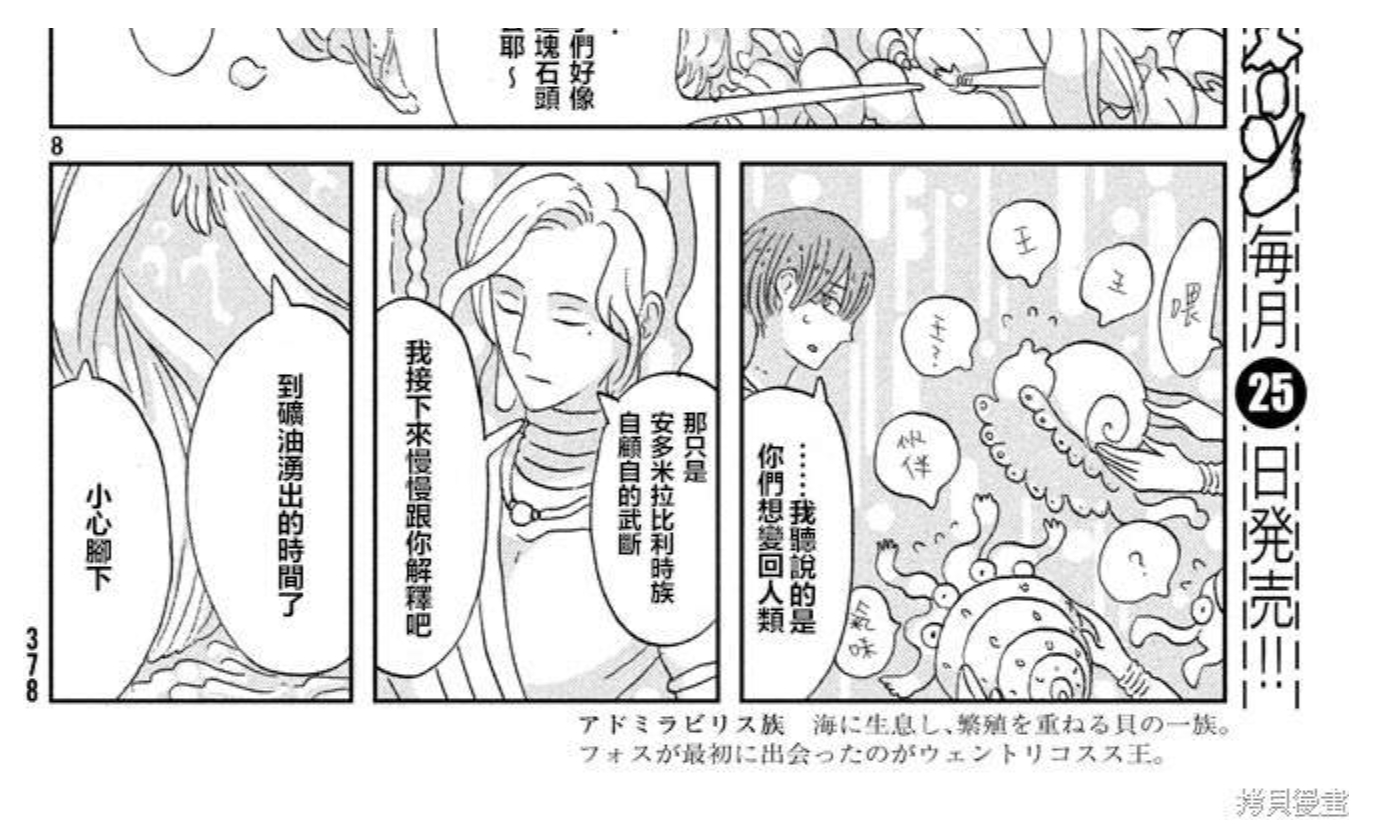 們好像
塊石頭
耶～
8
喂
王
王
王?
伙伴
?
氣味
……我聽說的是
你們想變回人類
那只是
安多米拉比利時族
自顧自的武斷
我接下來慢慢跟你解釋吧
到礦油湧出的時間了
小心腳下
378
毎月25日発売!!
アドミラビリス族　海に生息し、繁殖を重ねる貝の一族。
フォスが最初に出会ったのがウェントリコスス王。
拷貝漫畫